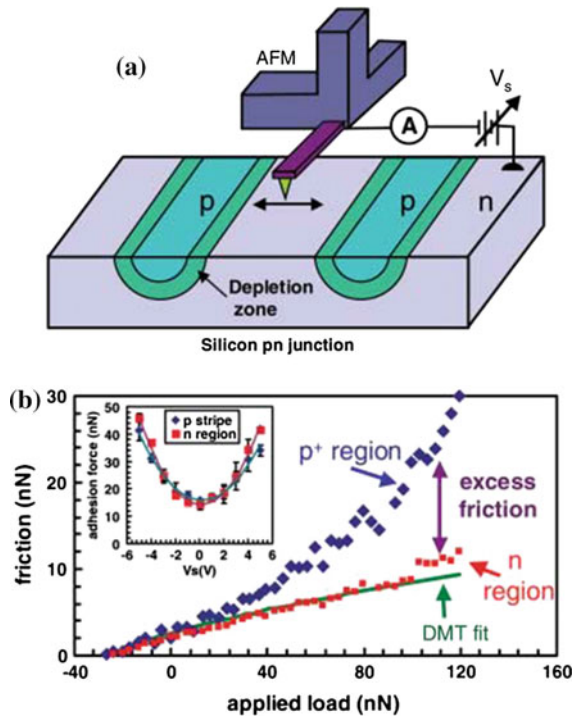 (a)
AFM
V_s
A
p
p
n
Depletion
zone
Silicon pn junction
(b)
30
20
10
0
friction (nN)
-40
0
40
80
120
160
applied load (nN)
50
40
30
20
10
0
adhesion force (nN)
-6
-4
-2
0
2
4
6
Vs(V)
p stripe
n region
p+ region
excess
friction
n
region
DMT fit